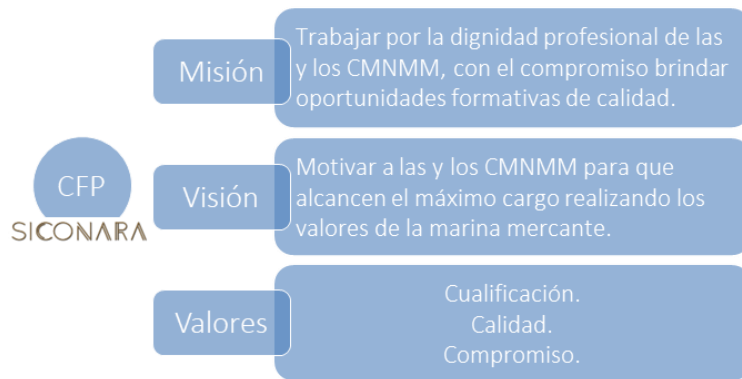 CFP
SICONARA
Misión
Trabajar por la dignidad profesional de las
y los CMNMM, con el compromiso brindar
oportunidades formativas de calidad.
Visión
Motivar a las y los CMNMM para que
alcancen el máximo cargo realizando los
valores de la marina mercante.
Valores
Cualificación.
Calidad.
Compromiso.